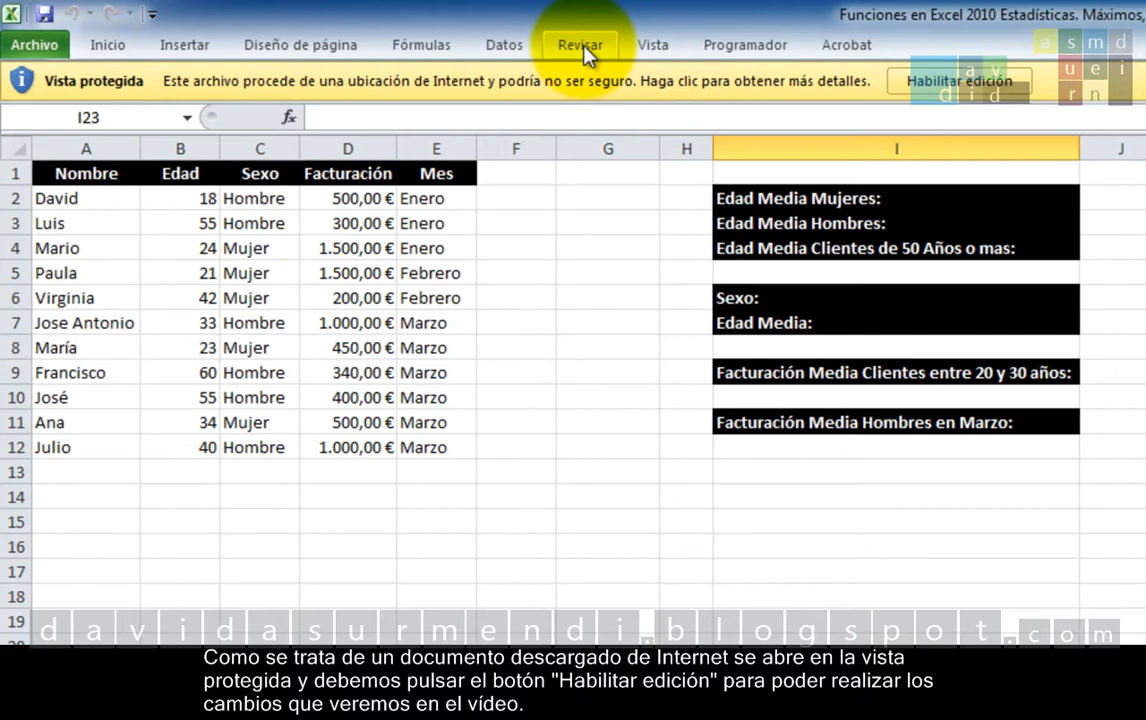 Funciones en Excel 2010 Estadísticas. Máximos,
Archivo Inicio Insertar Diseño de página Fórmulas Datos Revisar Vista Programador Acrobat
a s m d
u e i
r n
a v
d i d
Vista protegida Este archivo procede de una ubicación de Internet y podría no ser seguro. Haga clic para obtener más detalles. Habilitar edición
I23 fx
A B C D E F G H I J
1 Nombre Edad Sexo Facturación Mes
2 David 18 Hombre 500,00 € Enero Edad Media Mujeres:
3 Luis 55 Hombre 300,00 € Enero Edad Media Hombres:
4 Mario 24 Mujer 1.500,00 € Enero Edad Media Clientes de 50 Años o mas:
5 Paula 21 Mujer 1.500,00 € Febrero
6 Virginia 42 Mujer 200,00 € Febrero Sexo:
7 Jose Antonio 33 Hombre 1.000,00 € Marzo Edad Media:
8 María 23 Mujer 450,00 € Marzo
9 Francisco 60 Hombre 340,00 € Marzo Facturación Media Clientes entre 20 y 30 años:
10 José 55 Hombre 400,00 € Marzo
11 Ana 34 Mujer 500,00 € Marzo Facturación Media Hombres en Marzo:
12 Julio 40 Hombre 1.000,00 € Marzo
13
14
15
16
17
18
19
davidasurmendi.blogspot.com
Como se trata de un documento descargado de Internet se abre en la vista
protegida y debemos pulsar el botón "Habilitar edición" para poder realizar los
cambios que veremos en el vídeo.